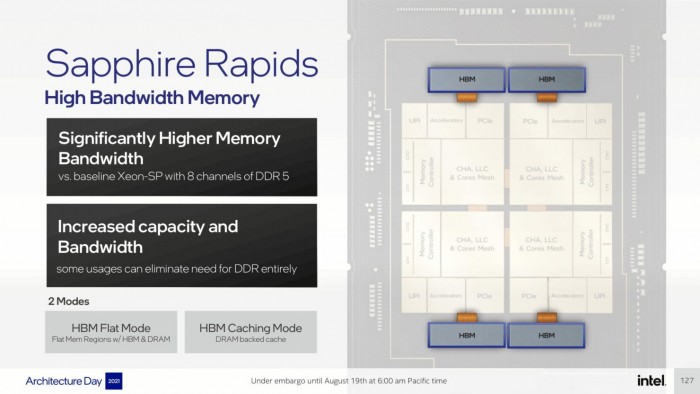 Sapphire Rapids
High Bandwidth Memory
Significantly Higher Memory
Bandwidth
vs. baseline Xeon-SP with 8 channels of DDR 5
Increased capacity and
Bandwidth
some usages can eliminate need for DDR entirely
2 Modes
HBM Flat Mode
Flat Mem Regions w/ HBM & DRAM
HBM Caching Mode
DRAM backed cache
HBM
HBM
UPI
Accelerators
PCIe
PCIe
Accelerators
UPI
Memory
Controller
CHA, LLC
& Cores Mesh
CHA, LLC
& Cores Mesh
Memory
Controller
Memory
Controller
CHA, LLC
& Cores Mesh
CHA, LLC
& Cores Mesh
Memory
Controller
UPI
Accelerators
PCIe
PCIe
Accelerators
UPI
HBM
HBM
Architecture Day 2021
Under embargo until August 19th at 6:00 am Pacific time
intel.
127